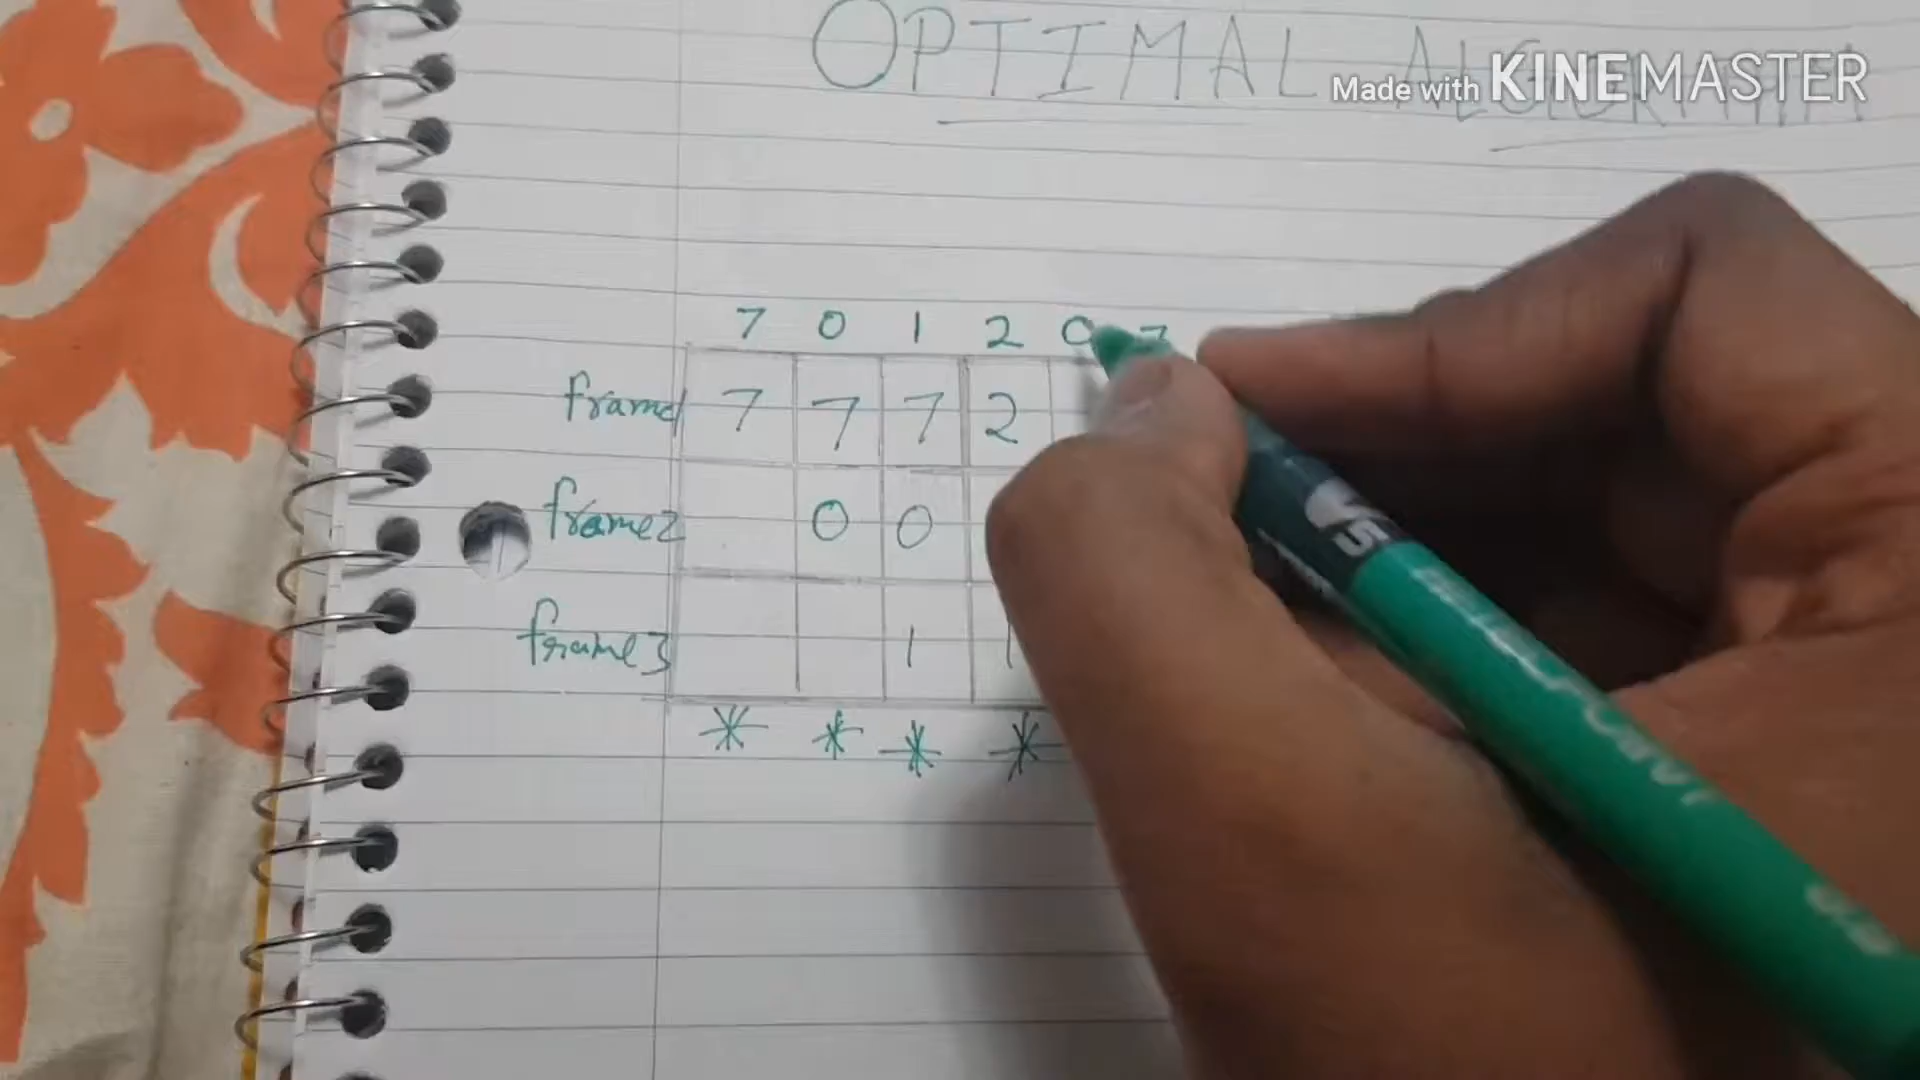 OPTIMAL ALGORITHM
Made with KINEMASTER
7 0 1 2 0
frame1 7 7 7 2
frame2 0 0
frame3 1 1
* * * *